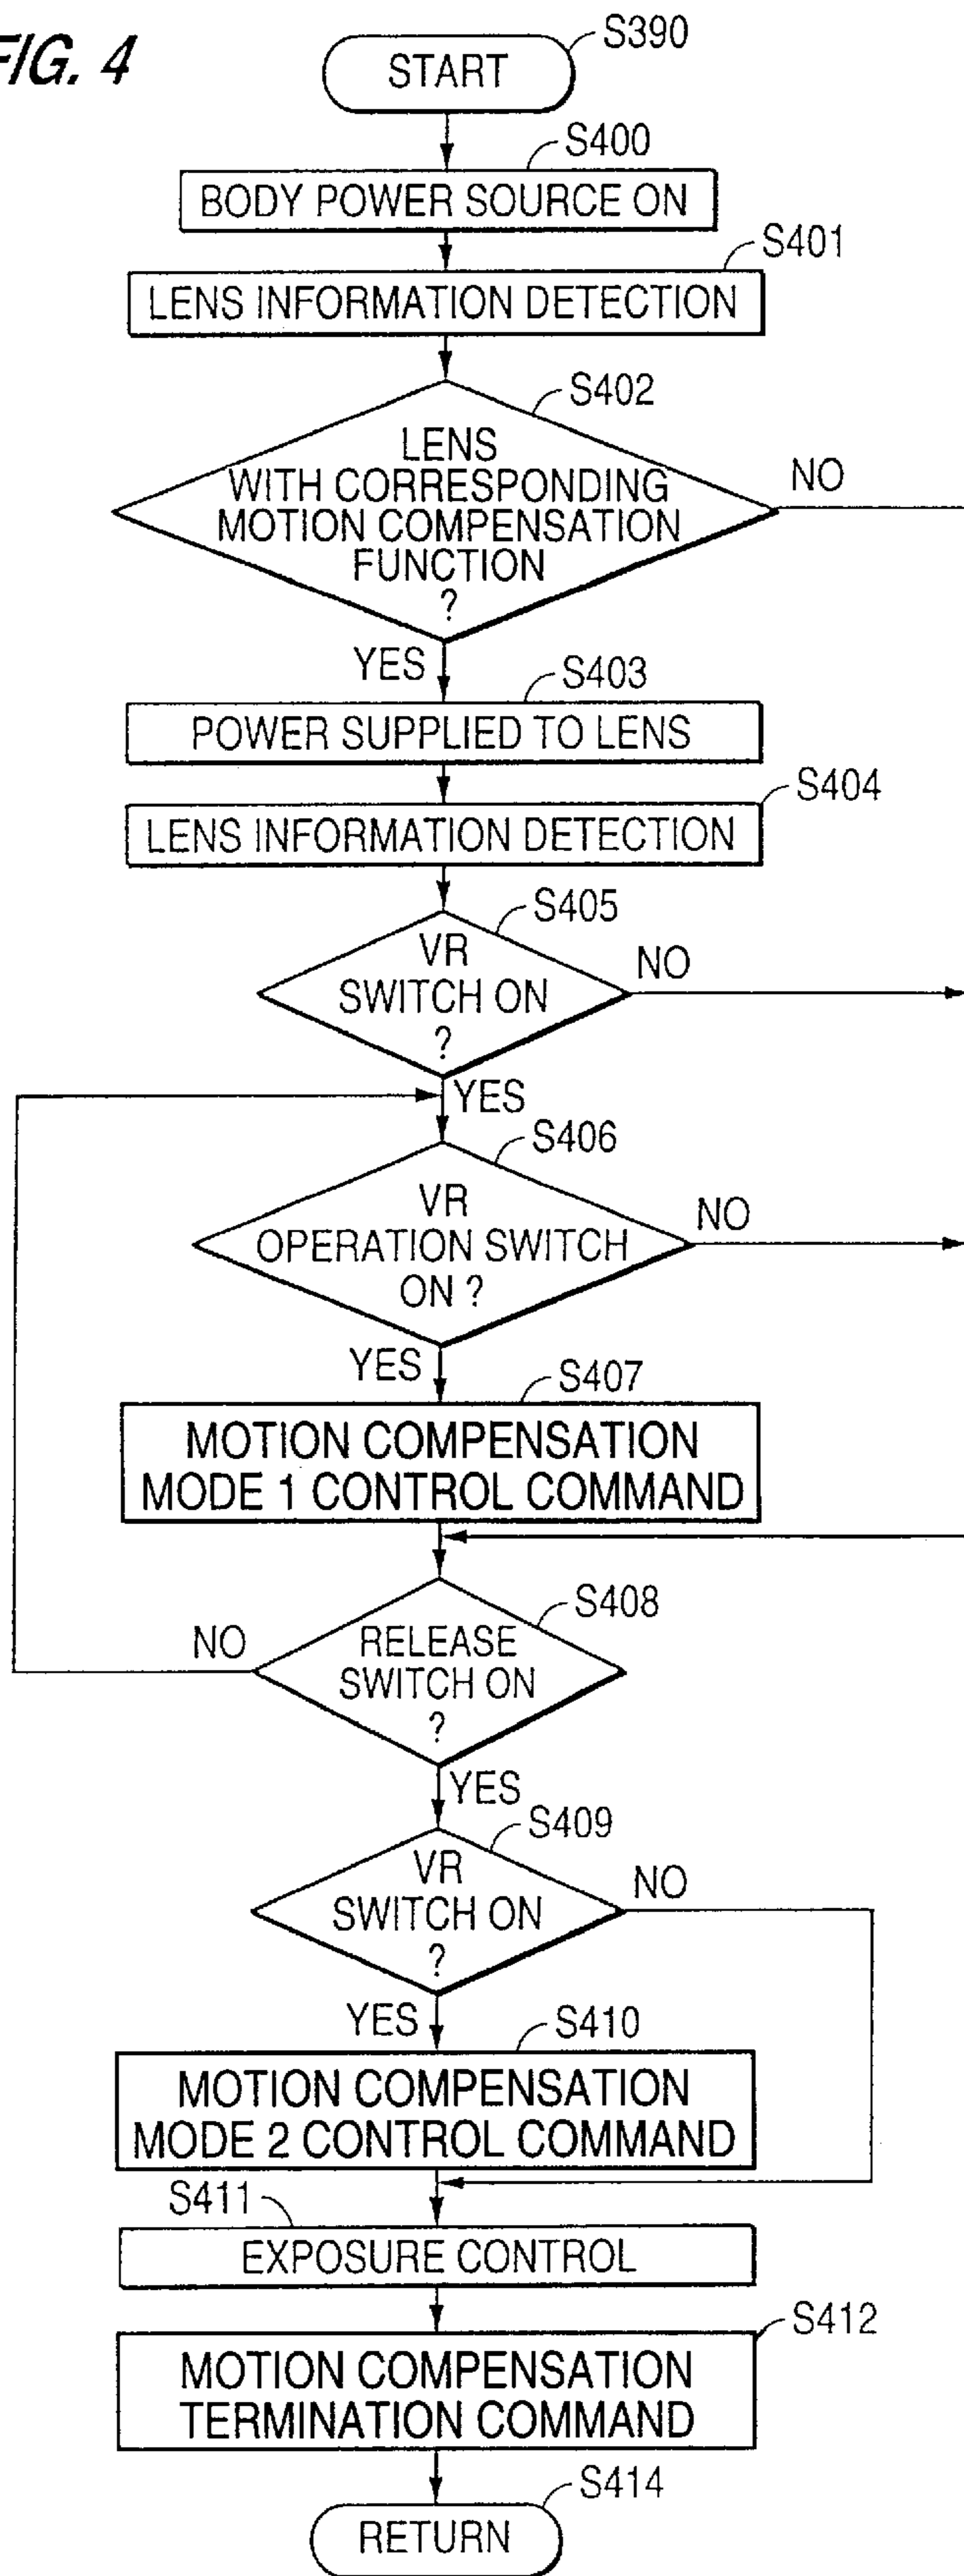 FIG. 4
S390
START
S400
BODY POWER SOURCE ON
S401
LENS INFORMATION DETECTION
S402
LENS
WITH CORRESPONDING
MOTION COMPENSATION
FUNCTION
?
NO
YES
S403
POWER SUPPLIED TO LENS
S404
LENS INFORMATION DETECTION
S405
VR
SWITCH ON
?
NO
YES
S406
VR
OPERATION SWITCH
ON ?
NO
YES
S407
MOTION COMPENSATION
MODE 1 CONTROL COMMAND
S408
RELEASE
SWITCH ON
?
NO
YES
S409
VR
SWITCH ON
?
NO
YES
S410
MOTION COMPENSATION
MODE 2 CONTROL COMMAND
S411
EXPOSURE CONTROL
S412
MOTION COMPENSATION
TERMINATION COMMAND
S414
RETURN